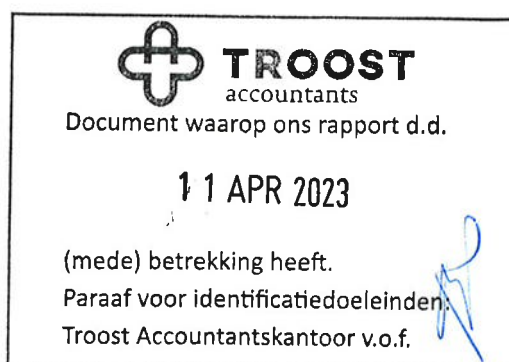 TROOST
accountants
Document waarop ons rapport d.d.
11 APR 2023
(mede) betrekking heeft.
Paraaf voor identificatiedoeleinden:
Troost Accountantskantoor v.o.f.